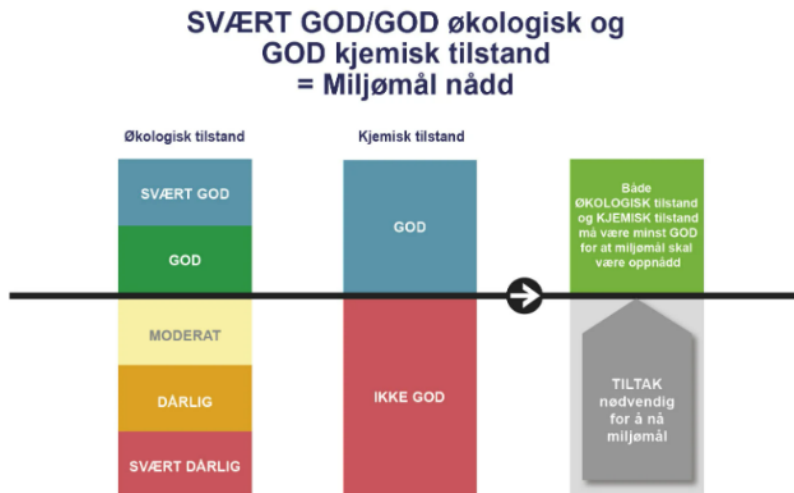 SVÆRT GOD/GOD økologisk og
GOD kjemisk tilstand
= Miljømål nådd
Økologisk tilstand
Kjemisk tilstand
SVÆRT GOD
GOD
MODERAT
DÅRLIG
SVÆRT DÅRLIG
GOD
IKKE GOD
Både
ØKOLOGISK tilstand
og KJEMISK tilstand
må være minst GOD
for at miljømål skal
være oppnådd
TILTAK
nødvendig
for å nå
miljømål